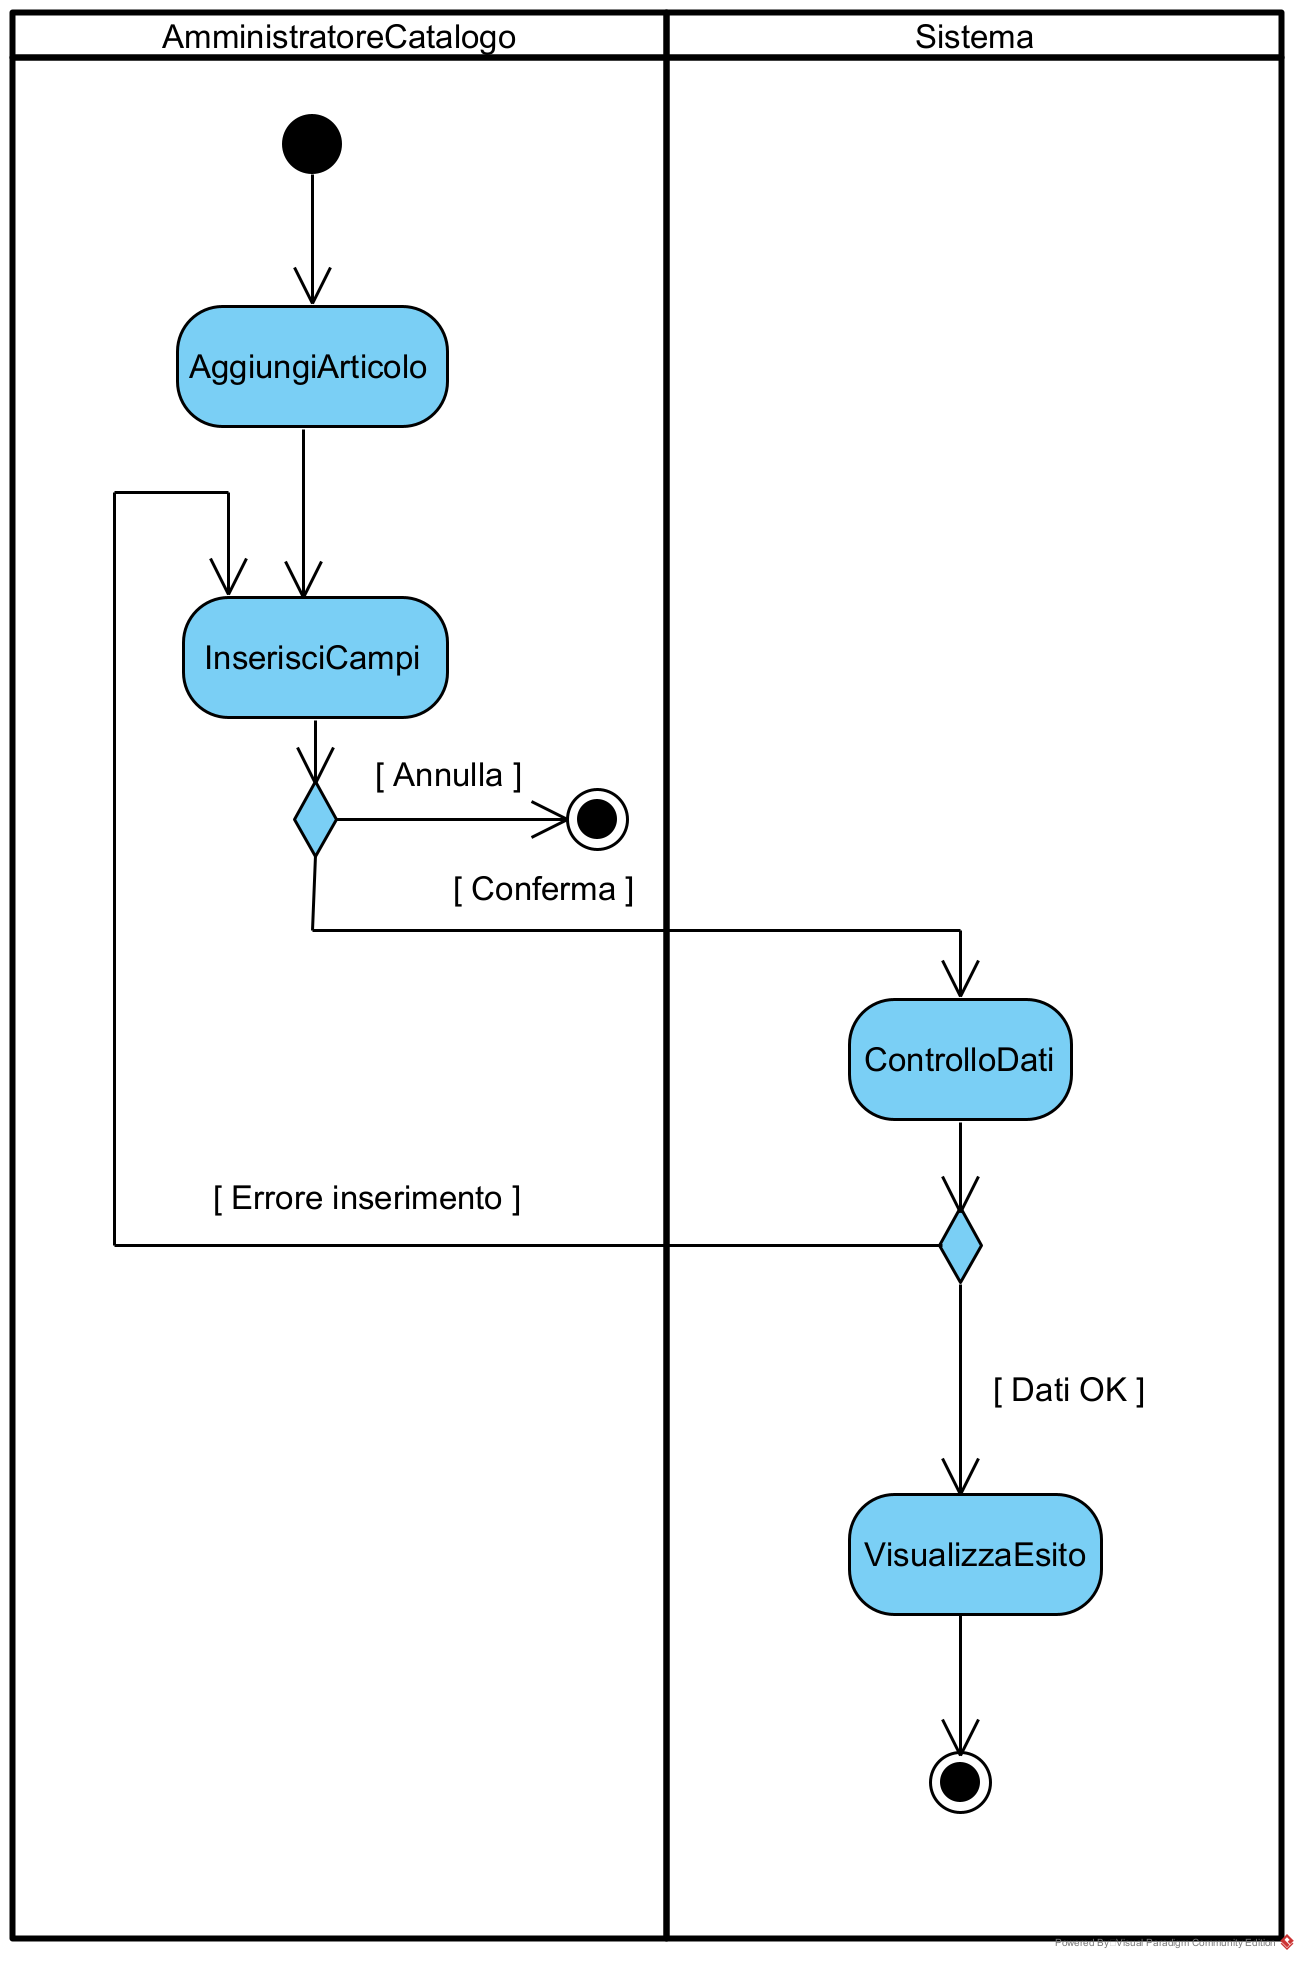 AmministratoreCatalogo
Sistema
AggiungiArticolo
InserisciCampi
[ Annulla ]
[ Conferma ]
ControlloDati
[ Errore inserimento ]
[ Dati OK ]
VisualizzaEsito
Powered By: Visual Paradigm Community Edition